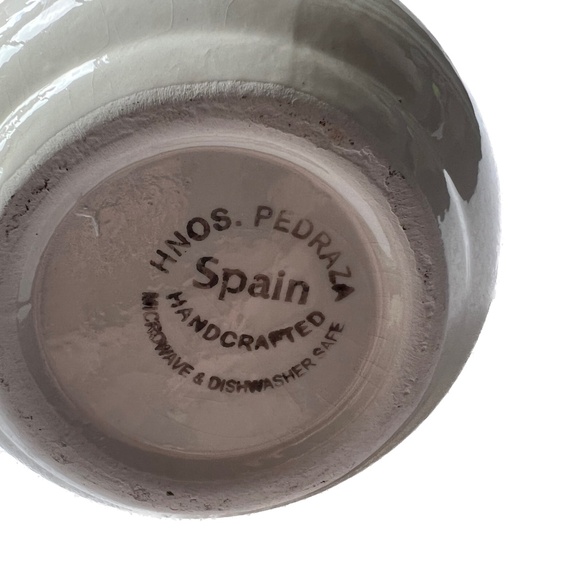 HNOS. PEDRAZA
Spain
HANDCRAFTED
MICROWAVE & DISHWASHER SAFE